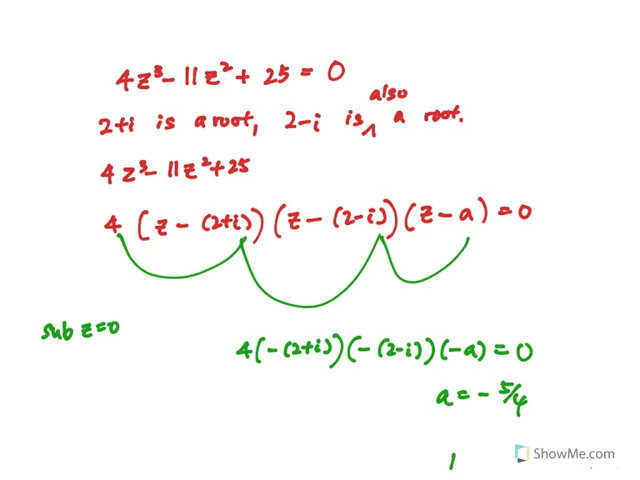 4z³ - 11z² + 25 = 0
also
2+i is a root, 2-i is ∧ a root.
4z³ - 11z² + 25
4 (z - (2+i)) (z - (2-i)) (z - a) = 0
sub z=0
4(-(2+i))(-(2-i))(-a) = 0
a = - 5/4
ShowMe.com